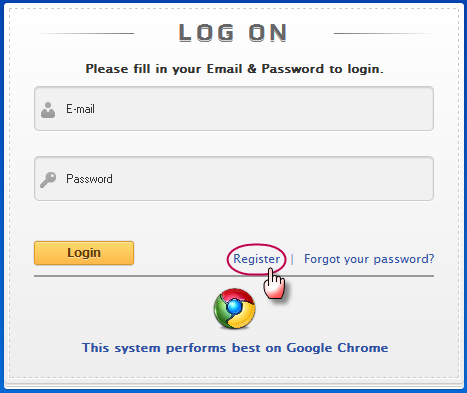 LOG ON
Please fill in your Email & Password to login.
E-mail
Password
Login
Register | Forgot your password?
This system performs best on Google Chrome